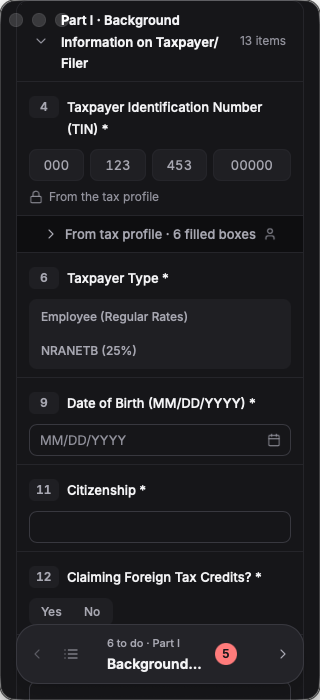 Part I · Background
Information on Taxpayer/
Filer
13 items
4
Taxpayer Identification Number
(TIN) *
000
123
453
00000
From the tax profile
From tax profile · 6 filled boxes
6
Taxpayer Type *
Employee (Regular Rates)
NRANETB (25%)
9
Date of Birth (MM/DD/YYYY) *
MM/DD/YYYY
11
Citizenship *
12
Claiming Foreign Tax Credits? *
Yes
No
6 to do · Part I
Background...
5